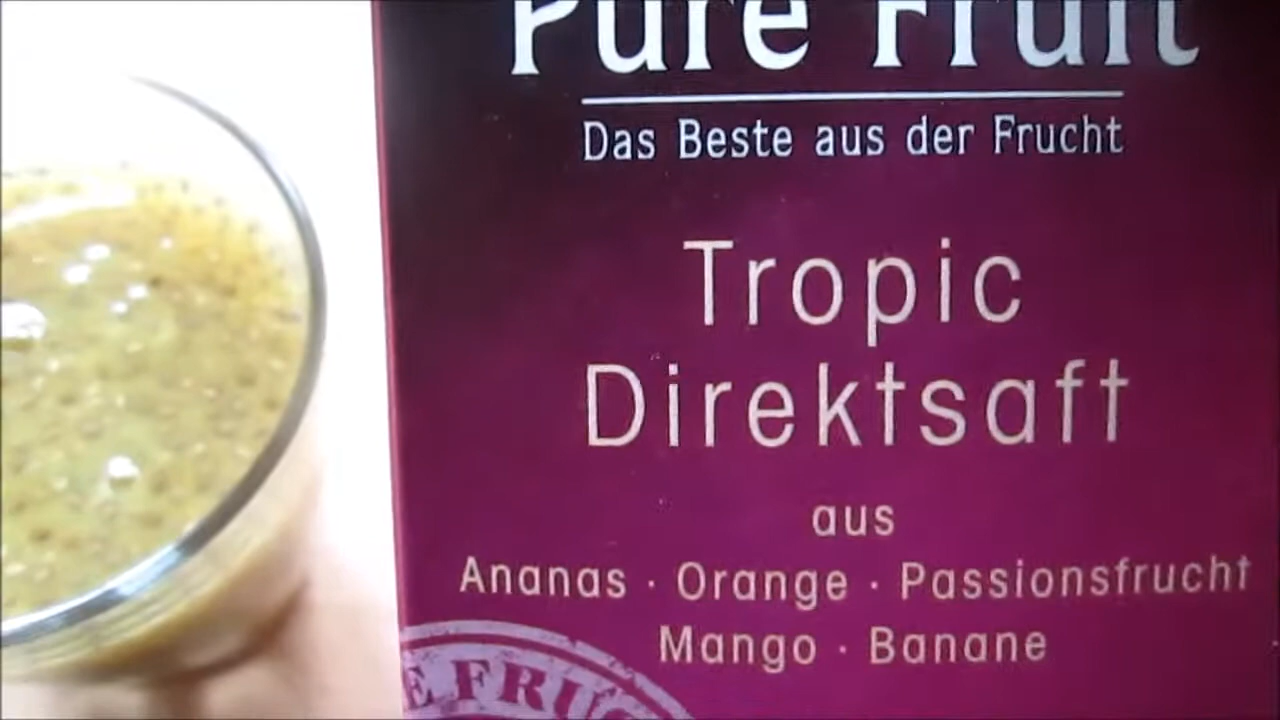 Pure Fruit
Das Beste aus der Frucht
Tropic
Direktsaft
aus
Ananas · Orange · Passionsfrucht
Mango · Banane